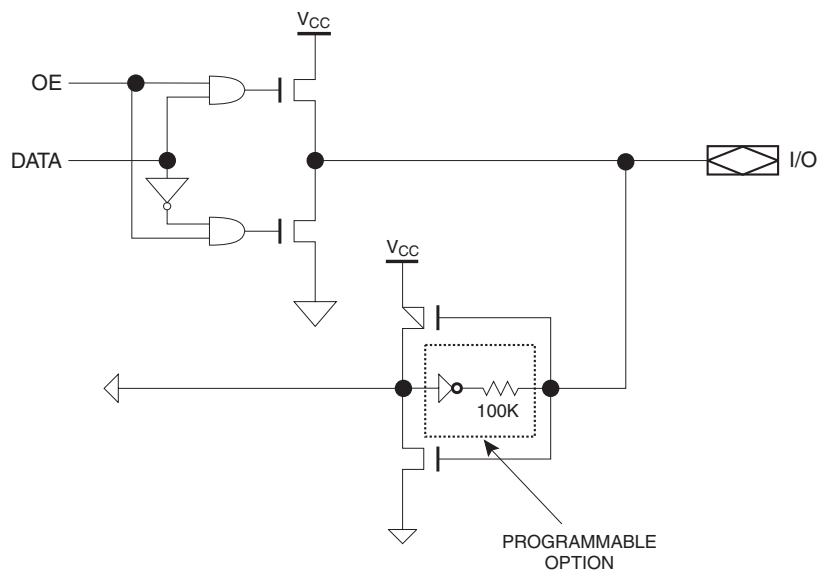 VCC
OE
DATA
I/O
VCC
100K
PROGRAMMABLE
OPTION